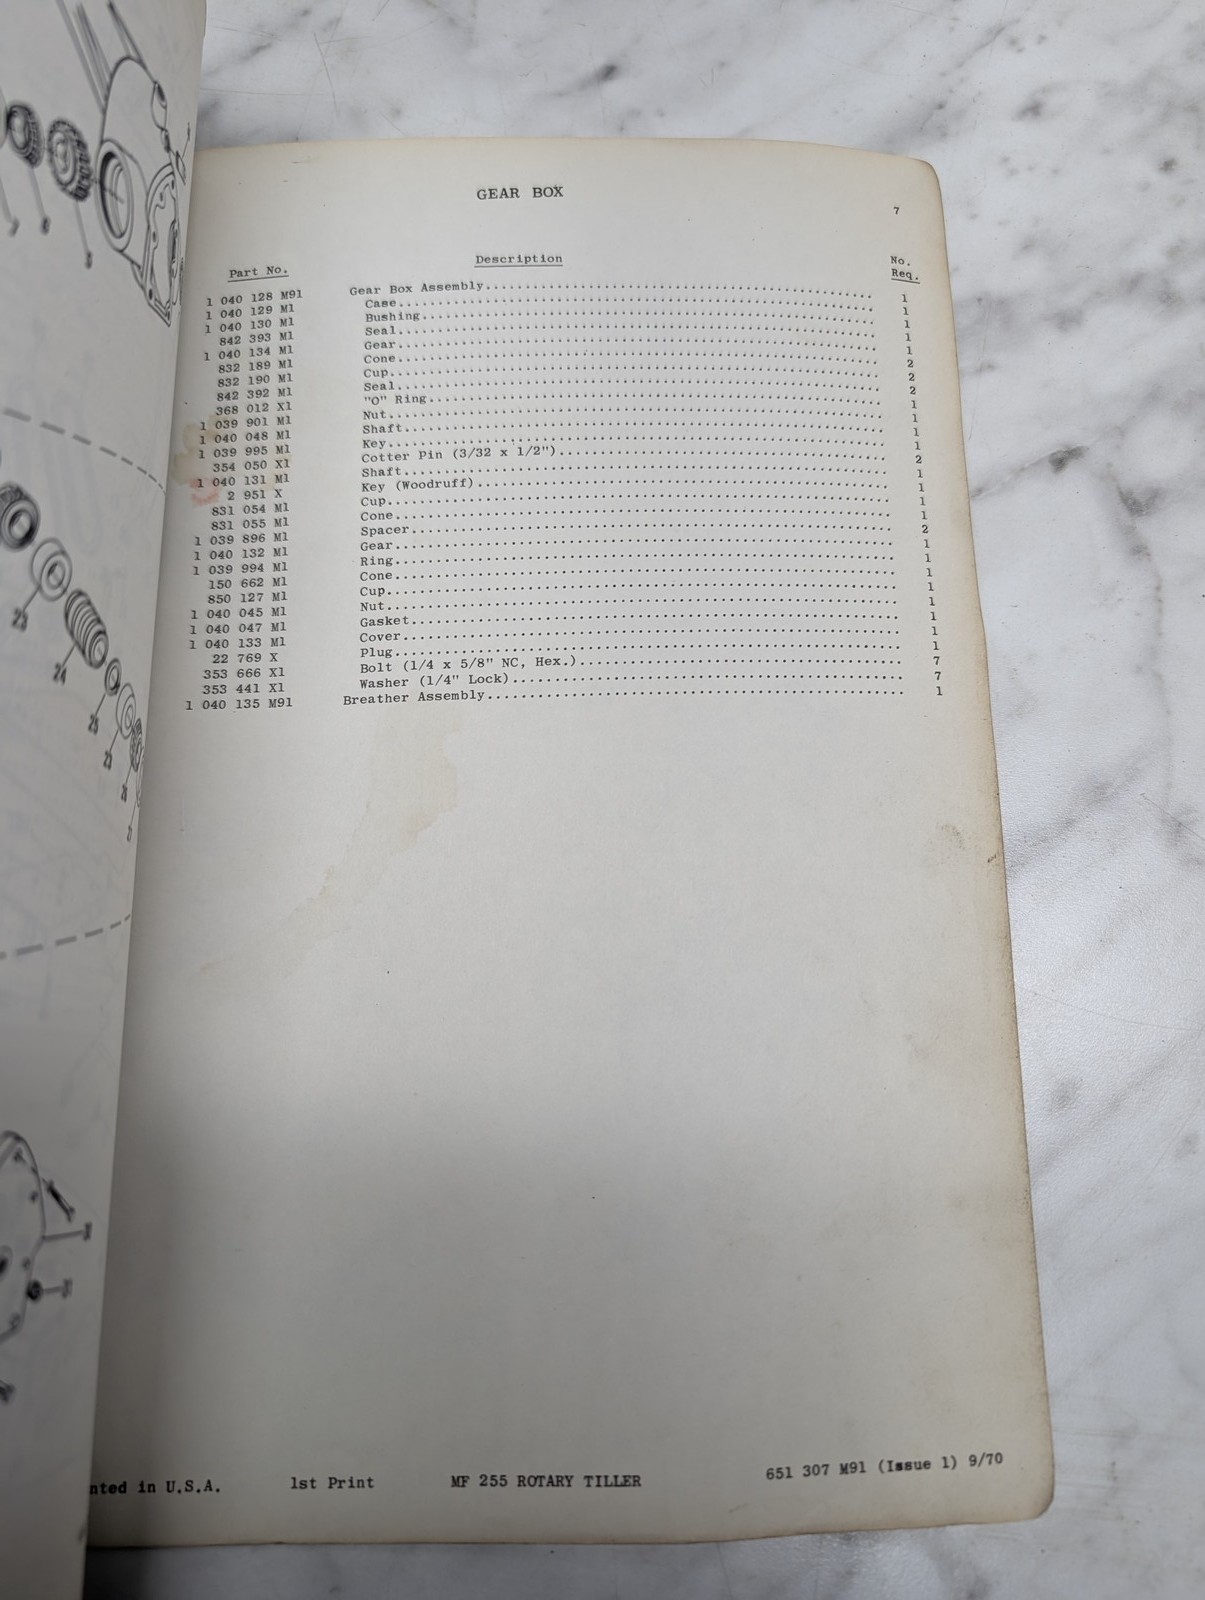 GEAR BOX
7
Part No. Description No. Req.
1 040 128 M91 Gear Box Assembly 1
1 040 129 M1 Case 1
1 040 130 M1 Bushing 1
842 393 M1 Seal 1
1 040 134 M1 Gear 1
832 189 M1 Cone 2
832 190 M1 Cup 2
842 392 M1 Seal 2
368 012 X1 "O" Ring 1
1 039 901 M1 Nut 1
1 040 048 M1 Shaft 1
1 039 995 M1 Key 1
354 050 X1 Cotter Pin (3/32 x 1/2") 2
1 040 131 M1 Shaft 1
2 951 X Key (Woodruff) 1
831 054 M1 Cup 1
831 055 M1 Cone 1
1 039 896 M1 Spacer 2
1 040 132 M1 Gear 1
1 039 994 M1 Ring 1
150 662 M1 Cone 1
850 127 M1 Cup 1
1 040 045 M1 Nut 1
1 040 047 M1 Gasket 1
1 040 133 M1 Cover 1
22 769 X Plug 1
353 666 X1 Bolt (1/4 x 5/8" NC, Hex.) 7
353 441 X1 Washer (1/4" Lock) 7
1 040 135 M91 Breather Assembly 1
23
24
25
23
nted in U.S.A. 1st Print MF 255 ROTARY TILLER 651 307 M91 (Issue 1) 9/70